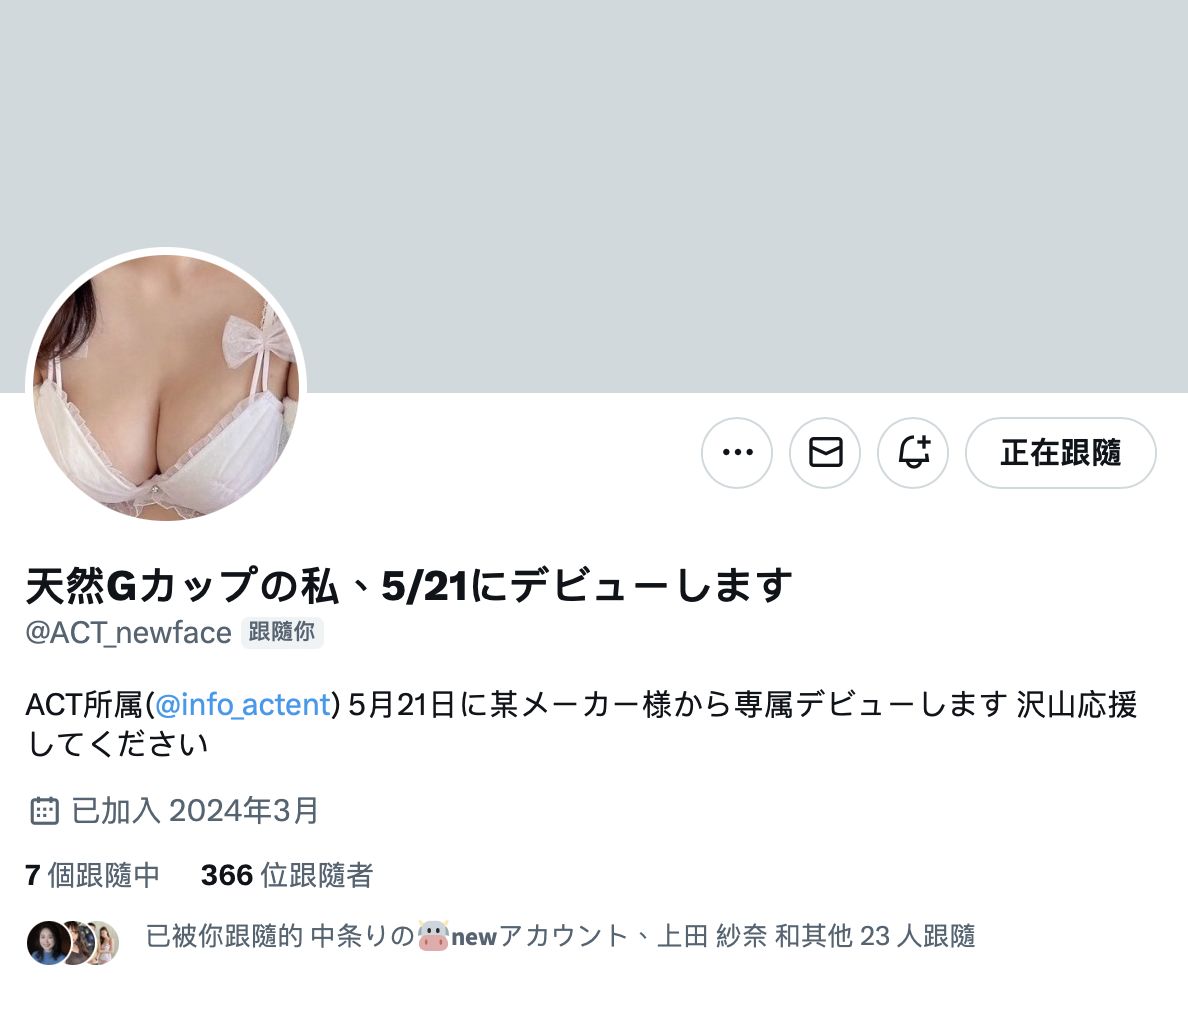 正在跟隨
天然Gカップの私、5/21にデビューします
@ACT_newface 跟隨你
ACT所属(@info_actent) 5月21日に某メーカー様から専属デビューします 沢山応援
してください
已加入 2024年3月
7 個跟隨中 366 位跟隨者
已被你跟隨的 中条りの🐮newアカウント、上田 紗奈 和其他 23 人跟隨